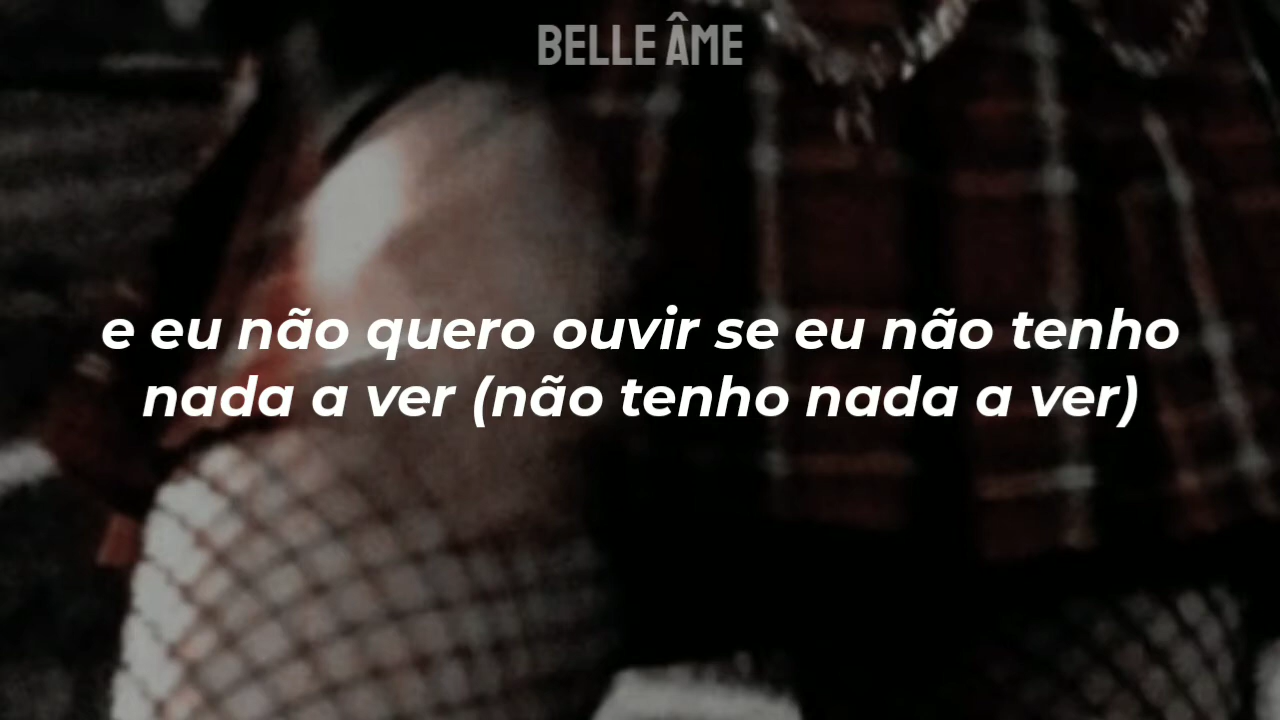 BELLE ÂME
e eu não quero ouvir se eu não tenho
nada a ver (não tenho nada a ver)